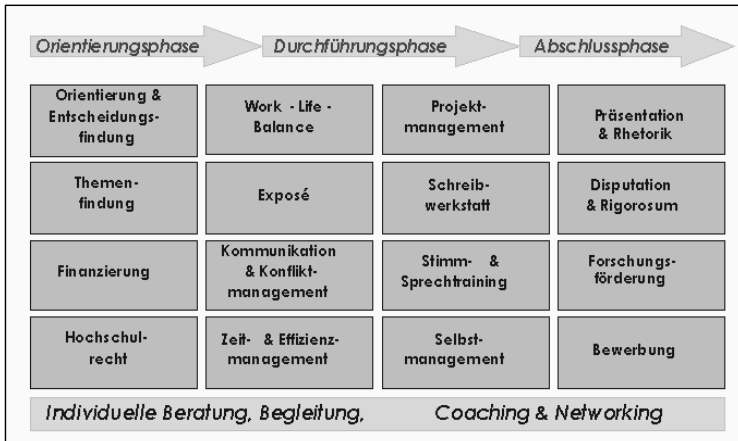 Orientierungsphase
Durchführungsphase
Abschlussphase
Orientierung &
Entscheidungs-
findung
Work - Life -
Balance
Projekt-
management
Präsentation
& Rhetorik
Themen-
findung
Exposé
Schreib-
werkstatt
Disputation
& Rigorosum
Finanzierung
Kommunikation
& Konflikt-
management
Stimm- &
Sprechtraining
Forschungs-
förderung
Hochschul-
recht
Zeit- & Effizienz-
management
Selbst-
management
Bewerbung
Individuelle Beratung, Begleitung, Coaching & Networking